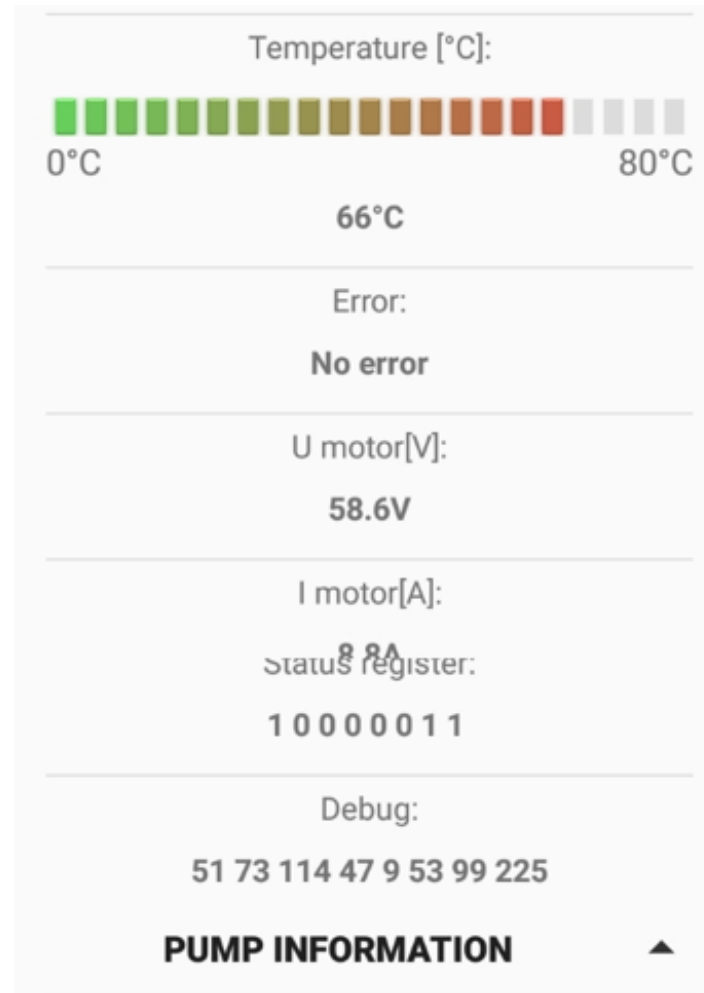 Temperature [°C]:
0°C 80°C
66°C
Error:
No error
U motor[V]:
58.6V
I motor[A]:
Status register:
1 0 0 0 0 0 1 1
Debug:
51 73 114 47 9 53 99 225
PUMP INFORMATION